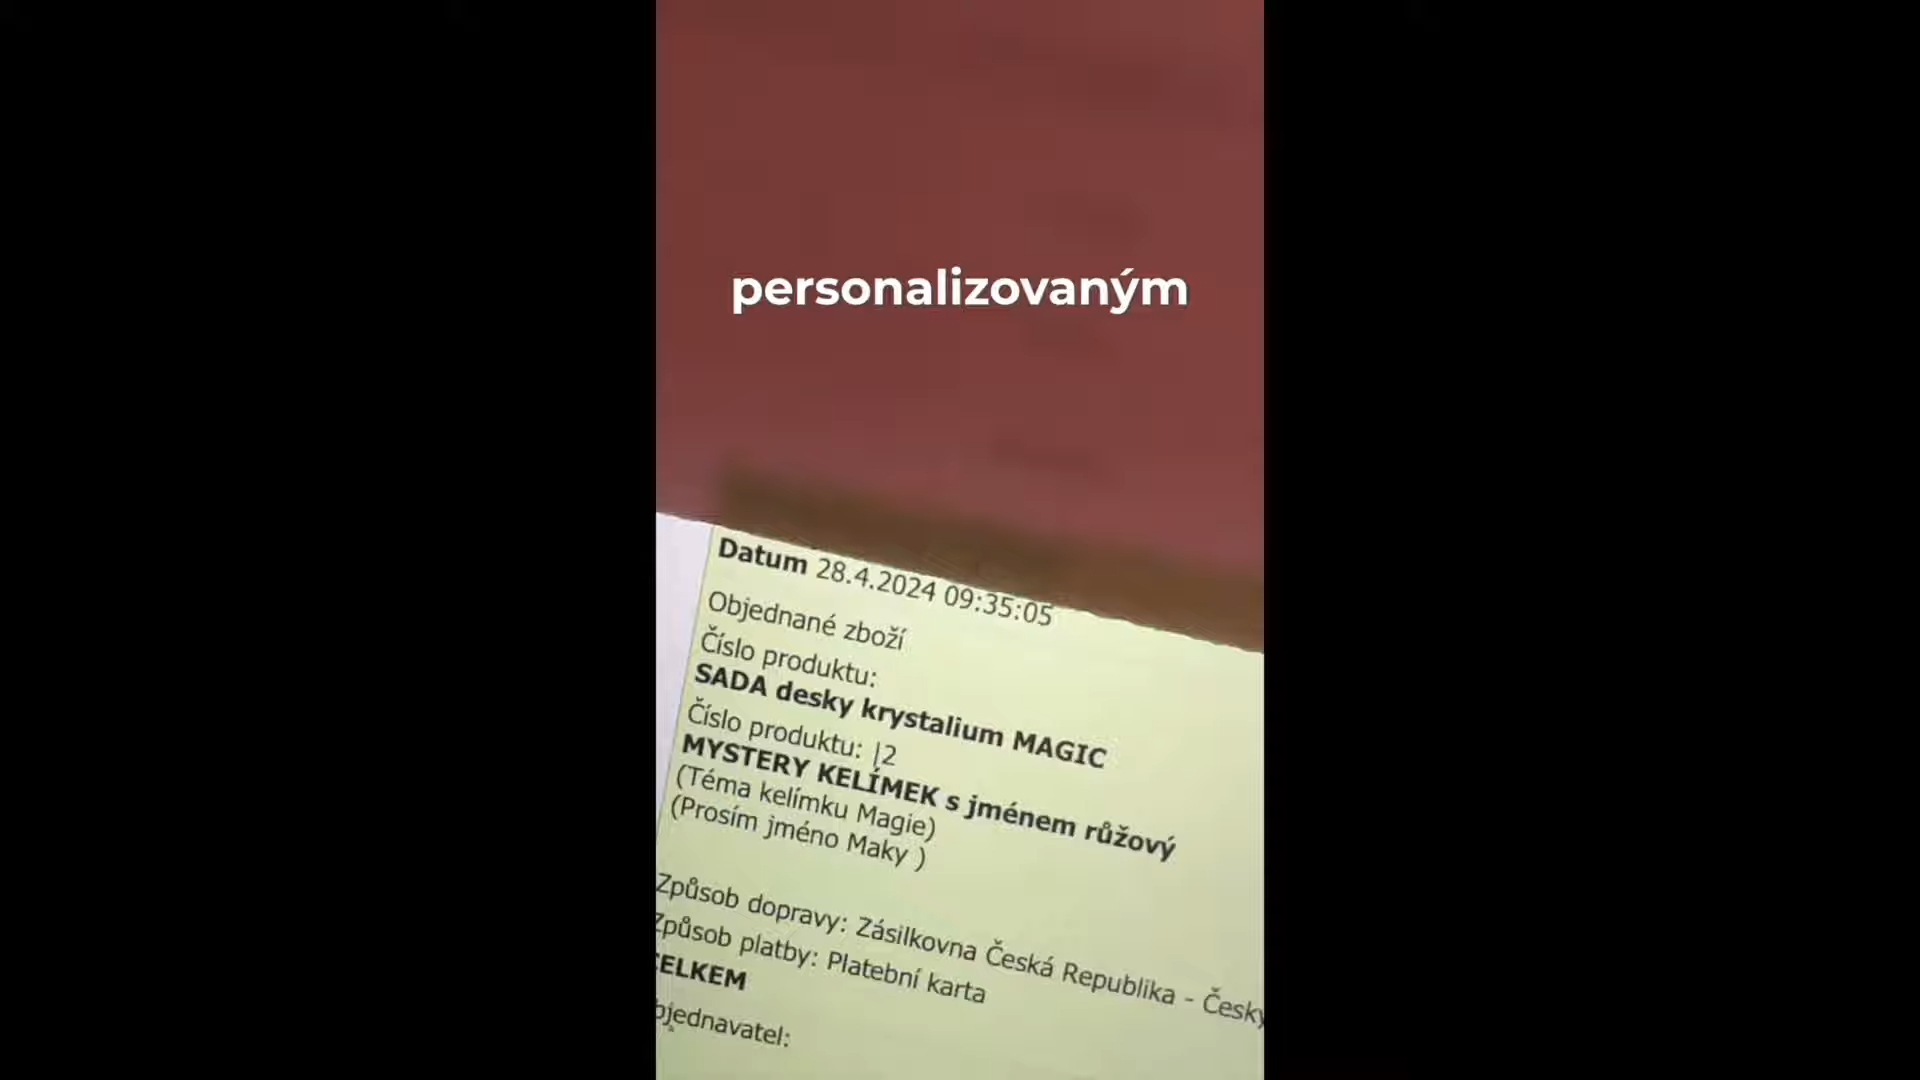 personalizovaným
Datum 28.4.2024 09:35:05
Objednané zboží
Číslo produktu:
SADA desky krystalium MAGIC
Číslo produktu: |2
MYSTERY KELÍMEK s jménem růžový
(Téma kelímku Magie)
(Prosím jméno Maky )
Způsob dopravy: Zásilkovna Česká Republika - Česky
Způsob platby: Platební karta
CELKEM
bjednavatel: